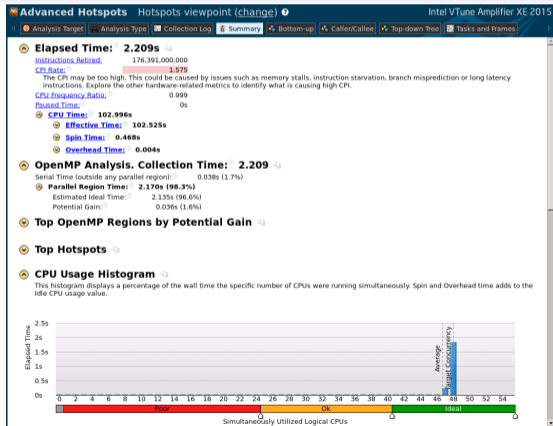 Advanced Hotspots Hotspots viewpoint (change) Intel VTune Amplifier XE 2015
Analysis Target Analysis Type Collection Log Summary Bottom-up Caller/Callee Top-down Tree Tasks and Frames
Elapsed Time: 2.209s
Instructions Retired: 176,391,000,000
CPI Rate: 1.575
The CPI may be too high. This could be caused by issues such as memory stalls, instruction starvation, branch misprediction or long latency
instructions. Explore the other hardware-related metrics to identify what is causing high CPI.
CPU Frequency Ratio: 0.999
Paused Time: 0s
CPU Time: 102.996s
Effective Time: 102.525s
Spin Time: 0.468s
Overhead Time: 0.004s
OpenMP Analysis. Collection Time: 2.209
Serial Time (outside any parallel region): 0.038s (1.7%)
Parallel Region Time: 2.170s (98.3%)
Estimated Ideal Time: 2.135s (96.6%)
Potential Gain: 0.036s (1.6%)
Top OpenMP Regions by Potential Gain
Top Hotspots
CPU Usage Histogram
This histogram displays a percentage of the wall time the specific number of CPUs were running simultaneously. Spin and Overhead time adds to the
Idle CPU usage value.
Elapsed Time
2.5s
2s
1.5s
1s
0.5s
0s
Average
Target Concurrency
0 2 4 6 8 10 12 14 16 18 20 22 24 26 28 30 32 34 36 38 40 42 44 46 48 50 52 54
Poor Ok Ideal
Simultaneously Utilized Logical CPUs